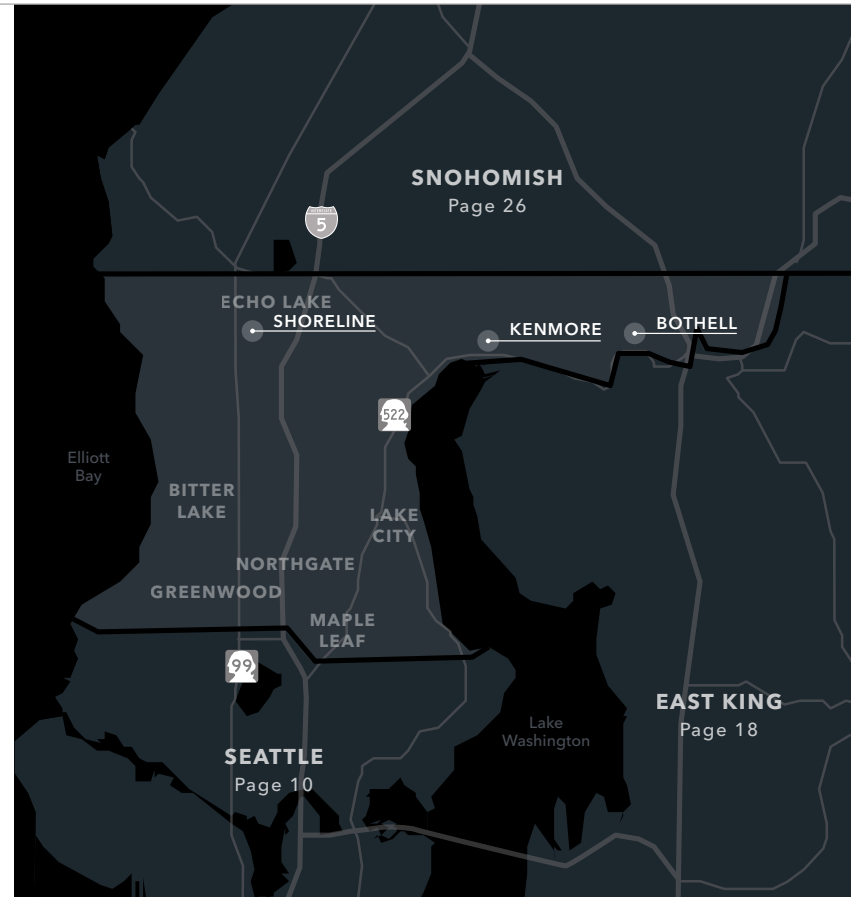 SNOHOMISH
Page 26
5
ECHO LAKE
SHORELINE
KENMORE
BOTHELL
522
Elliott
Bay
BITTER
LAKE
LAKE
CITY
NORTHGATE
GREENWOOD
MAPLE
LEAF
99
EAST KING
Page 18
Lake
Washington
SEATTLE
Page 10